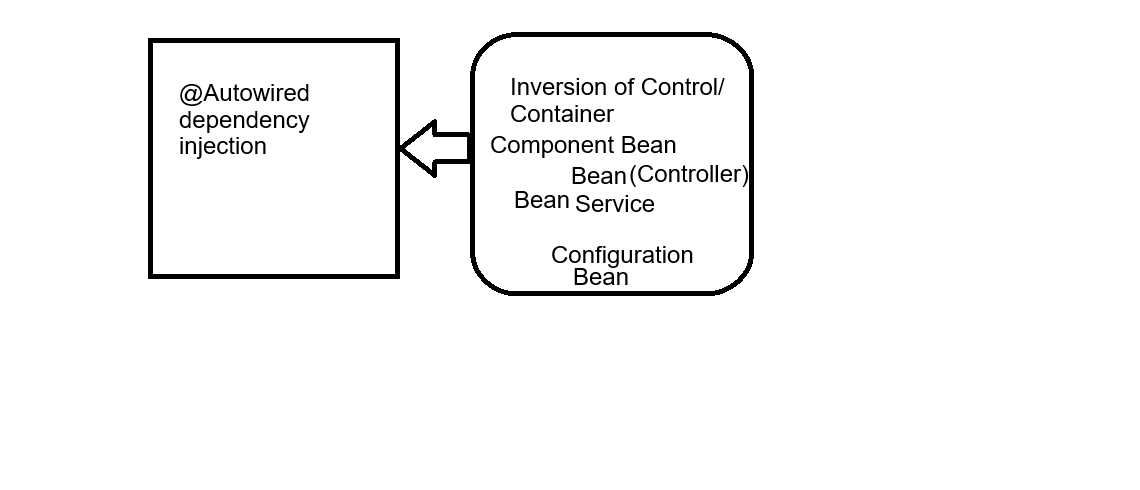 @Autowired
dependency
injection
Inversion of Control/
Container
Component Bean
Bean (Controller)
Bean Service
Configuration
Bean